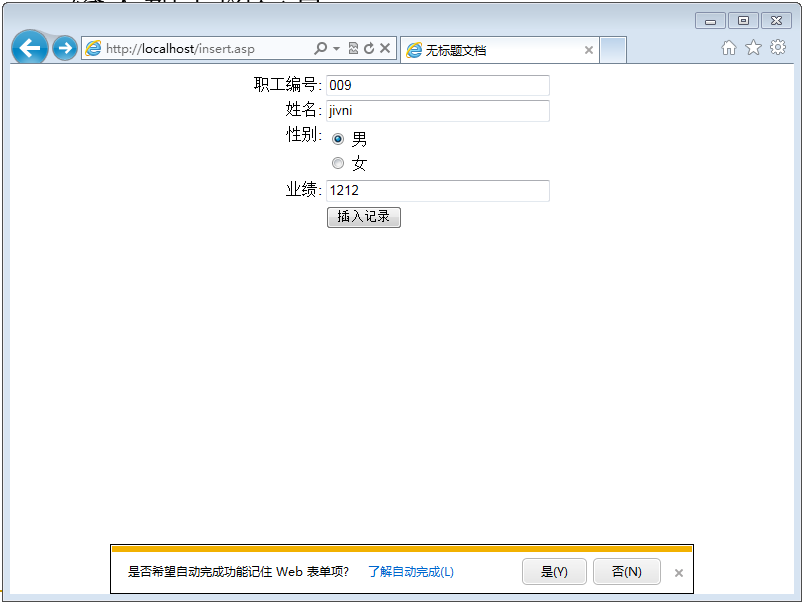 http://localhost/insert.asp
无标题文档
职工编号: 009
姓名: jivni
性别: 男
女
业绩: 1212
插入记录
是否希望自动完成功能记住 Web 表单项? 了解自动完成(L) 是(Y) 否(N)